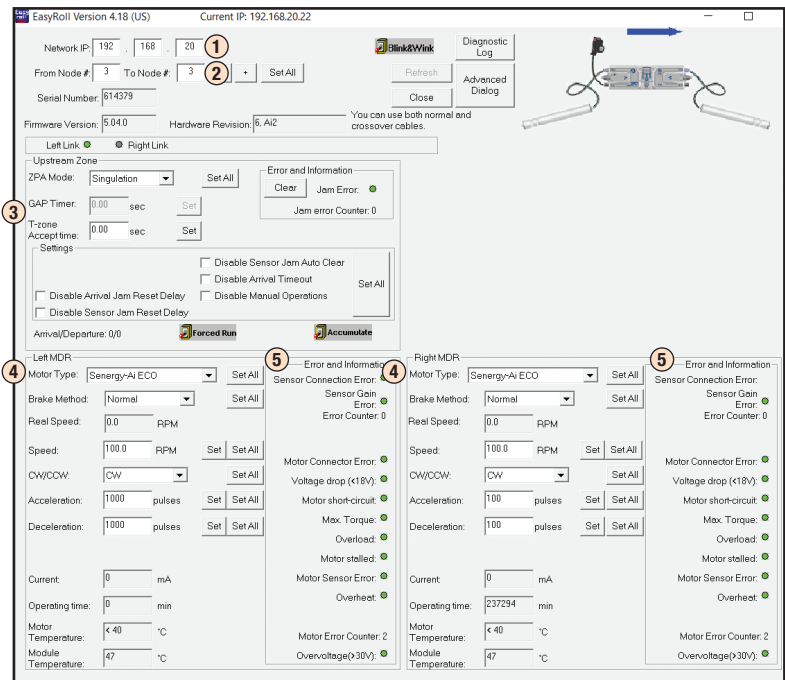 EasyRoll Version 4.18 (US) Current IP: 192.168.20.22
Network IP: 192 . 168 . 20 1
Blink&Wink
Diagnostic Log
From Node #: 3 To Node #: 3 2 + Set All
Refresh
Advanced Dialog
Serial Number: 614379
Close
Firmware Version: 5.04.0 Hardware Revision: 6, Ai2
You can use both normal and
crossover cables.
Left Link Right Link
Upstream Zone
ZPA Mode: Singulation Set All
Error and Information
Clear Jam Error:
Jam error Counter: 0
3
GAP Timer: 0.00 sec Set
T-zone
Accept time: 0.00 sec Set
Settings
Disable Sensor Jam Auto Clear
Disable Arrival Timeout
Set All
Disable Arrival Jam Reset Delay Disable Manual Operations
Disable Sensor Jam Reset Delay
Arrival/Departure: 0/0 Forced Run Accumulate
Left MDR
4
Motor Type: Senergy-Ai ECO Set All
Brake Method: Normal Set All
Real Speed: 0.0 RPM
Speed: 100.0 RPM Set Set All
CW/CCW: CW Set All
Acceleration: 1000 pulses Set Set All
Deceleration: 1000 pulses Set Set All
Current: 0 mA
Operating time: 0 min
Motor
Temperature: < 40 °C
Module
Temperature: 47 °C
5
Error and Informatio
Sensor Connection Error:
Sensor Gain
Error:
Error Counter: 0
Motor Connector Error:
Voltage drop (<18V):
Motor short-circuit:
Max. Torque:
Overload:
Motor stalled:
Motor Sensor Error:
Overheat:
Motor Error Counter: 2
Overvoltage(>30V):
Right MDR
4
Motor Type: Senergy-Ai ECO Set All
Brake Method: Normal Set All
Real Speed: 0.0 RPM
Speed: 100.0 RPM Set Set All
CW/CCW: CW Set All
Acceleration: 100 pulses Set Set All
Deceleration: 100 pulses Set Set All
Current: 0 mA
Operating time: 237294 min
Motor
Temperature: < 40 °C
Module
Temperature: 47 °C
5
Error and Information
Sensor Connection Error:
Sensor Gain
Error:
Error Counter: 0
Motor Connector Error:
Voltage drop (<18V):
Motor short-circuit:
Max. Torque:
Overload:
Motor stalled:
Motor Sensor Error:
Overheat:
Motor Error Counter: 2
Overvoltage(>30V):